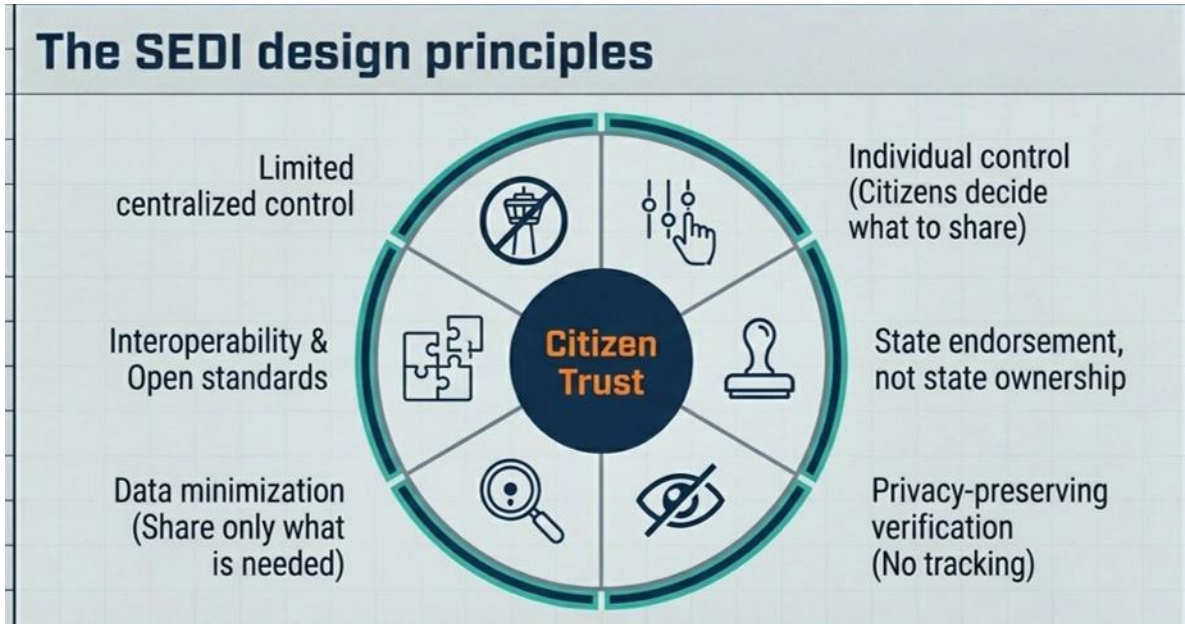 The SEDI design principles
Limited
centralized control
Individual control
(Citizens decide
what to share)
Interoperability &
Open standards
Citizen
Trust
State endorsement,
not state ownership
Data minimization
(Share only what
is needed)
Privacy-preserving
verification
(No tracking)